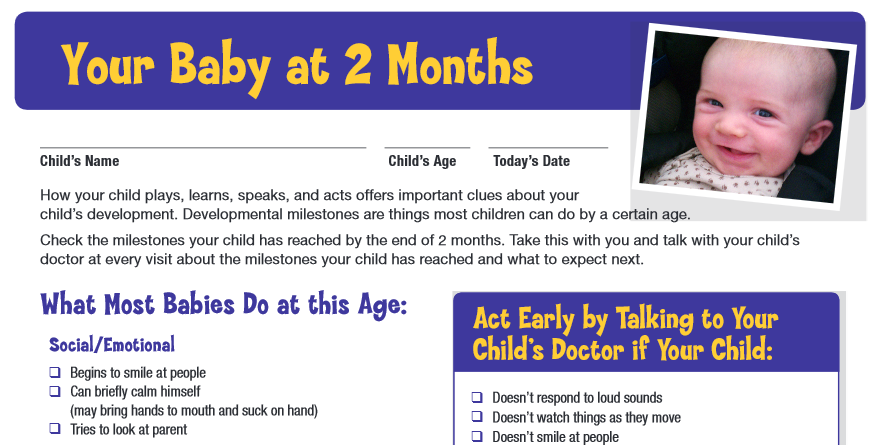 Your Baby at 2 Months
Child's Name
Child's Age
Today's Date
How your child plays, learns, speaks, and acts offers important clues about your
child's development. Developmental milestones are things most children can do by a certain age.
Check the milestones your child has reached by the end of 2 months. Take this with you and talk with your child's
doctor at every visit about the milestones your child has reached and what to expect next.
What Most Babies Do at this Age:
Social/Emotional
Begins to smile at people
Can briefly calm himself
(may bring hands to mouth and suck on hand)
Tries to look at parent
Act Early by Talking to Your
Child's Doctor if Your Child:
Doesn't respond to loud sounds
Doesn't watch things as they move
Doesn't smile at people